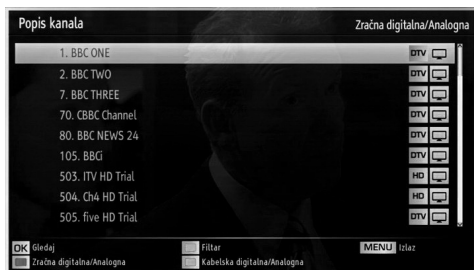 Popis kanala Zračna digitalna/Analogna
1. BBC ONE DTV
2. BBC TWO DTV
7. BBC THREE DTV
70. CBBC Channel DTV
80. BBC NEWS 24 DTV
105. BBCi DTV
503. ITV HD Trial HD
504. Ch4 HD Trial HD
505. five HD Trial DTV
OK Gledaj Filtar MENU Izlaz
Zračna digitalna/Analogna Kabelska digitalna/Analogna